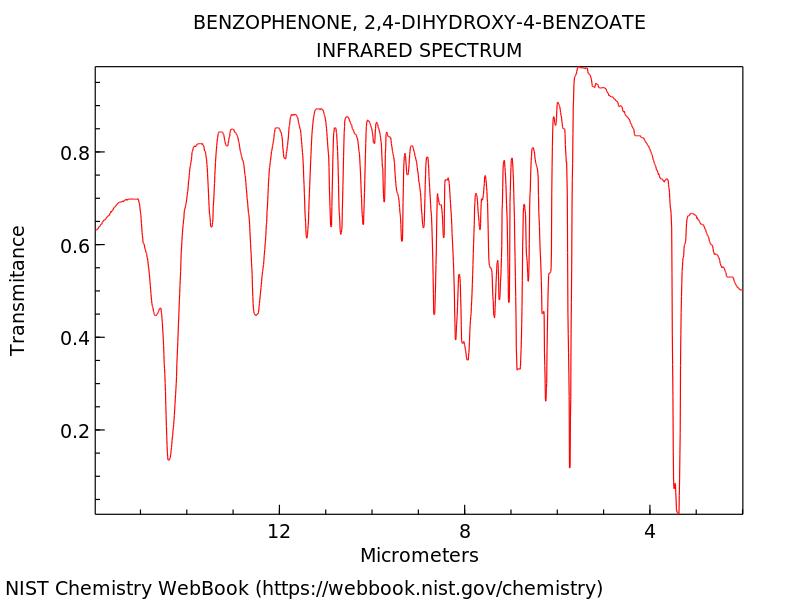 BENZOPHENONE, 2,4-DIHYDROXY-4-BENZOATE
INFRARED SPECTRUM
0.8
0.6
0.4
0.2
Transmitance
12 8 4
Micrometers
NIST Chemistry WebBook (https://webbook.nist.gov/chemistry)